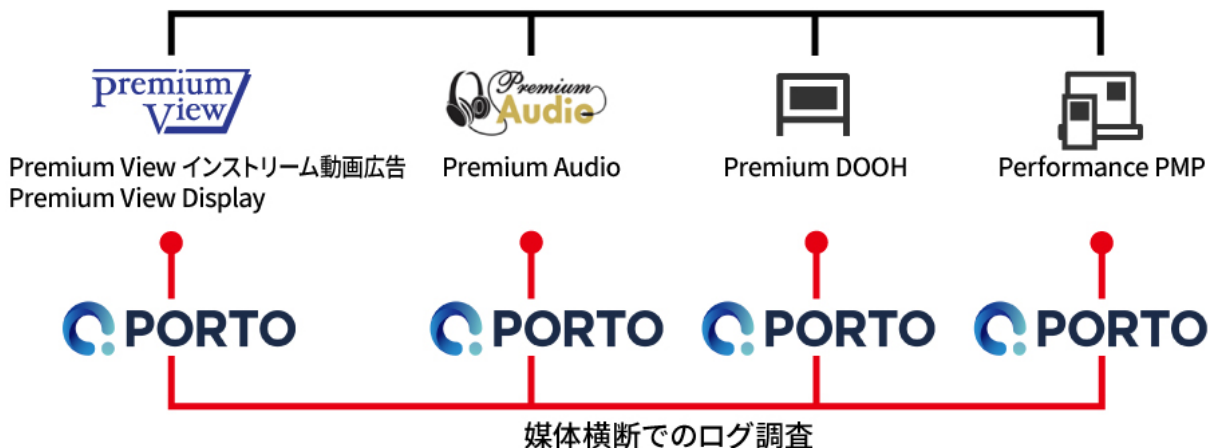 Premium
View
Premium
Audio
Premium View インストリーム動画広告
Premium View Display
Premium Audio
Premium DOOH
Performance PMP
PORTO
PORTO
PORTO
PORTO
媒体横断でのログ調査